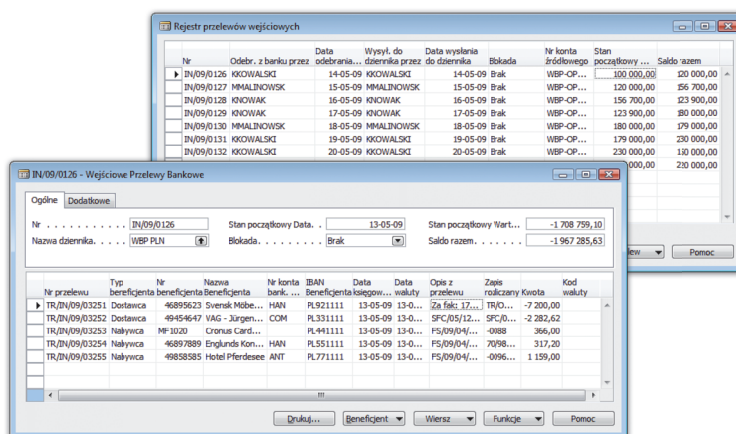 Rejestr przelewów wejściowych
Data Wysył. do Data wysłania Nr konta Stan
Nr Odebr. z banku przez odebrania... dziennika przez do dziennika Blokada źródłowego początkowy ... Saldo razem
IN/09/0126 KKOWALSKI 14-05-09 KKOWALSKI 14-05-09 Brak WBP-OP... 100 000,00 120 000,00
IN/09/0127 MMALINOWSK 15-05-09 MMALINOWSK 15-05-09 Brak WBP-OP... 120 000,00 156 700,00
IN/09/0128 KNOWAK 16-05-09 KNOWAK 16-05-09 Brak WBP-OP... 156 700,00 123 900,00
IN/09/0129 KNOWAK 17-05-09 KNOWAK 17-05-09 Brak WBP-OP... 123 900,00 180 000,00
IN/09/0130 MMALINOWSK 18-05-09 MMALINOWSK 18-05-09 Brak WBP-OP... 180 000,00 179 000,00
IN/09/0131 KKOWALSKI 19-05-09 KKOWALSKI 19-05-09 Brak WBP-OP... 179 000,00 230 000,00
IN/09/0132 KKOWALSKI 20-05-09 KKOWALSKI 20-05-09 Brak WBP-OP... 230 000,00
000,00
Pomoc
IN/09/0126 - Wejściowe Przelewy Bankowe
Ogólne Dodatkowe
Nr . . . . . . . . . . . IN/09/0126 Stan początkowy Data . . 13-05-09 Stan początkowy Wart... -1 708 759,10
Nazwa dziennika. . . . . WBP PLN Blokada . . . . . . . . . Brak Saldo razem . . . . . . . -1 967 285,63
Typ Nr Nazwa Nr konta IBAN Data Data Opis z Zapis Kod
Nr przelewu beneficjenta beneficjenta Beneficjenta bank. ... Beneficjenta księgow... waluty przelewu rozliczany Kwota waluty
TR/IN/09/03251 Dostawca 46895623 Svensk Möbe... HAN PL921111 13-05-09 13-0... Za fak: 17... TR/O... -7 200,00
TR/IN/09/03252 Dostawca 49454647 VAG - Jürgen... COM PL331111 13-05-09 13-0... SFC/05/12... SFC/0... -2 282,62
TR/IN/09/03253 Nabywca MF1020 Cronus Card... PL441111 13-05-09 13-0... FS/09/04/... -0088 366,00
TR/IN/09/03254 Nabywca 46897889 Englunds Kon... HAN PL551111 13-05-09 13-0... FS/09/04/... 70/98... 317,20
TR/IN/09/03255 Nabywca 49858585 Hotel Pferdesee ANT PL771111 13-05-09 13-0... FS/09/04/... -0096... 1 159,00
Drukuj... Beneficjent Wiersz Funkcje Pomoc